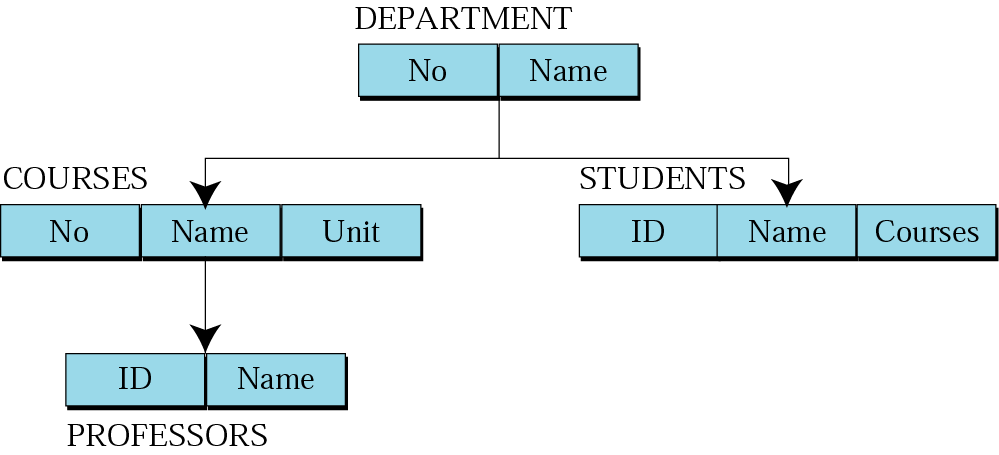 DEPARTMENT
No Name
COURSES
No Name Unit
STUDENTS
ID Name Courses
ID Name
PROFESSORS